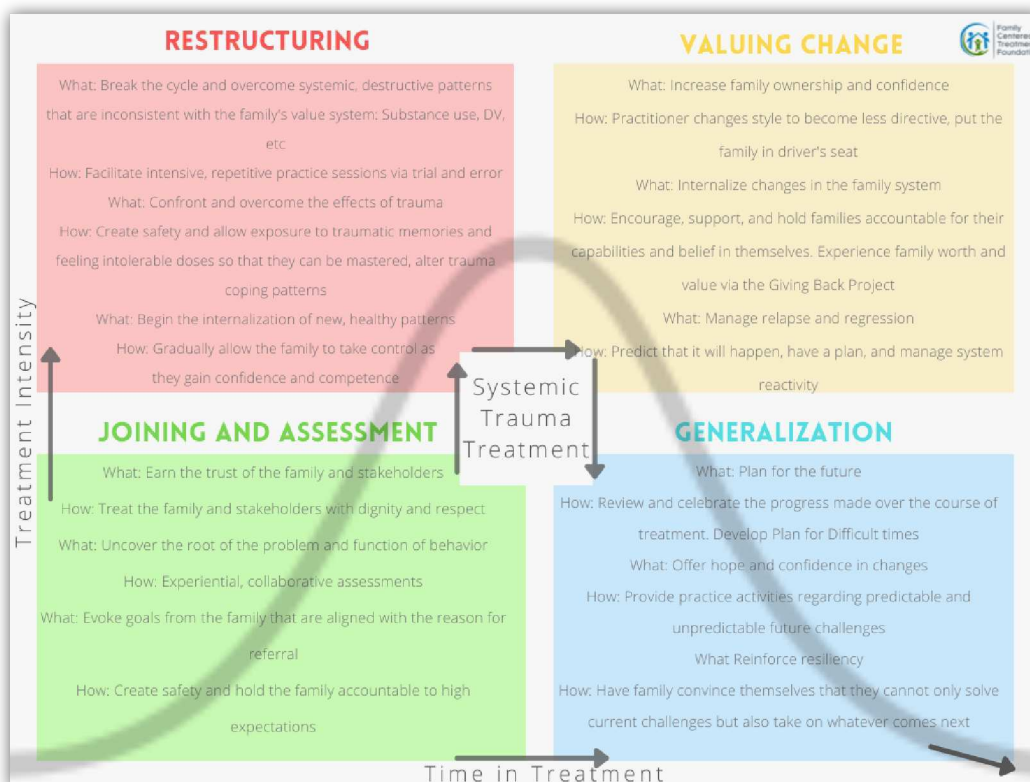 RESTRUCTURING
What: Break the cycle and overcome systemic, destructive patterns
that are inconsistent with the family's value system: Substance use, DV,
etc
How: Facilitate intensive, repetitive practice sessions via trial and error
What: Confront and overcome the effects of trauma
How: Create safety and allow exposure to traumatic memories and
feeling intolerable doses so that they can be mastered, alter trauma
coping patterns
What: Begin the internalization of new, healthy patterns
How: Gradually allow the family to take control as
they gain confidence and competence
VALUING CHANGE
Family
Centered
Treatment
Foundation
What: Increase family ownership and confidence
How: Practitioner changes style to become less directive, put the
family in driver's seat
What: Internalize changes in the family system
How: Encourage, support, and hold families accountable for their
capabilities and belief in themselves. Experience family worth and
value via the Giving Back Project
What: Manage relapse and regression
How: Predict that it will happen, have a plan, and manage system
reactivity
Treatment Intensity
Systemic
Trauma
Treatment
JOINING AND ASSESSMENT
What: Earn the trust of the family and stakeholders
How: Treat the family and stakeholders with dignity and respect
What: Uncover the root of the problem and function of behavior
How: Experiential, collaborative assessments
What: Evoke goals from the family that are aligned with the reason for
referral
How: Create safety and hold the family accountable to high
expectations
GENERALIZATION
What: Plan for the future
How: Review and celebrate the progress made over the course of
treatment. Develop Plan for Difficult times
What: Offer hope and confidence in changes
How: Provide practice activities regarding predictable and
unpredictable future challenges
What Reinforce resiliency
How: Have family convince themselves that they cannot only solve
current challenges but also take on whatever comes next
Time in Treatment